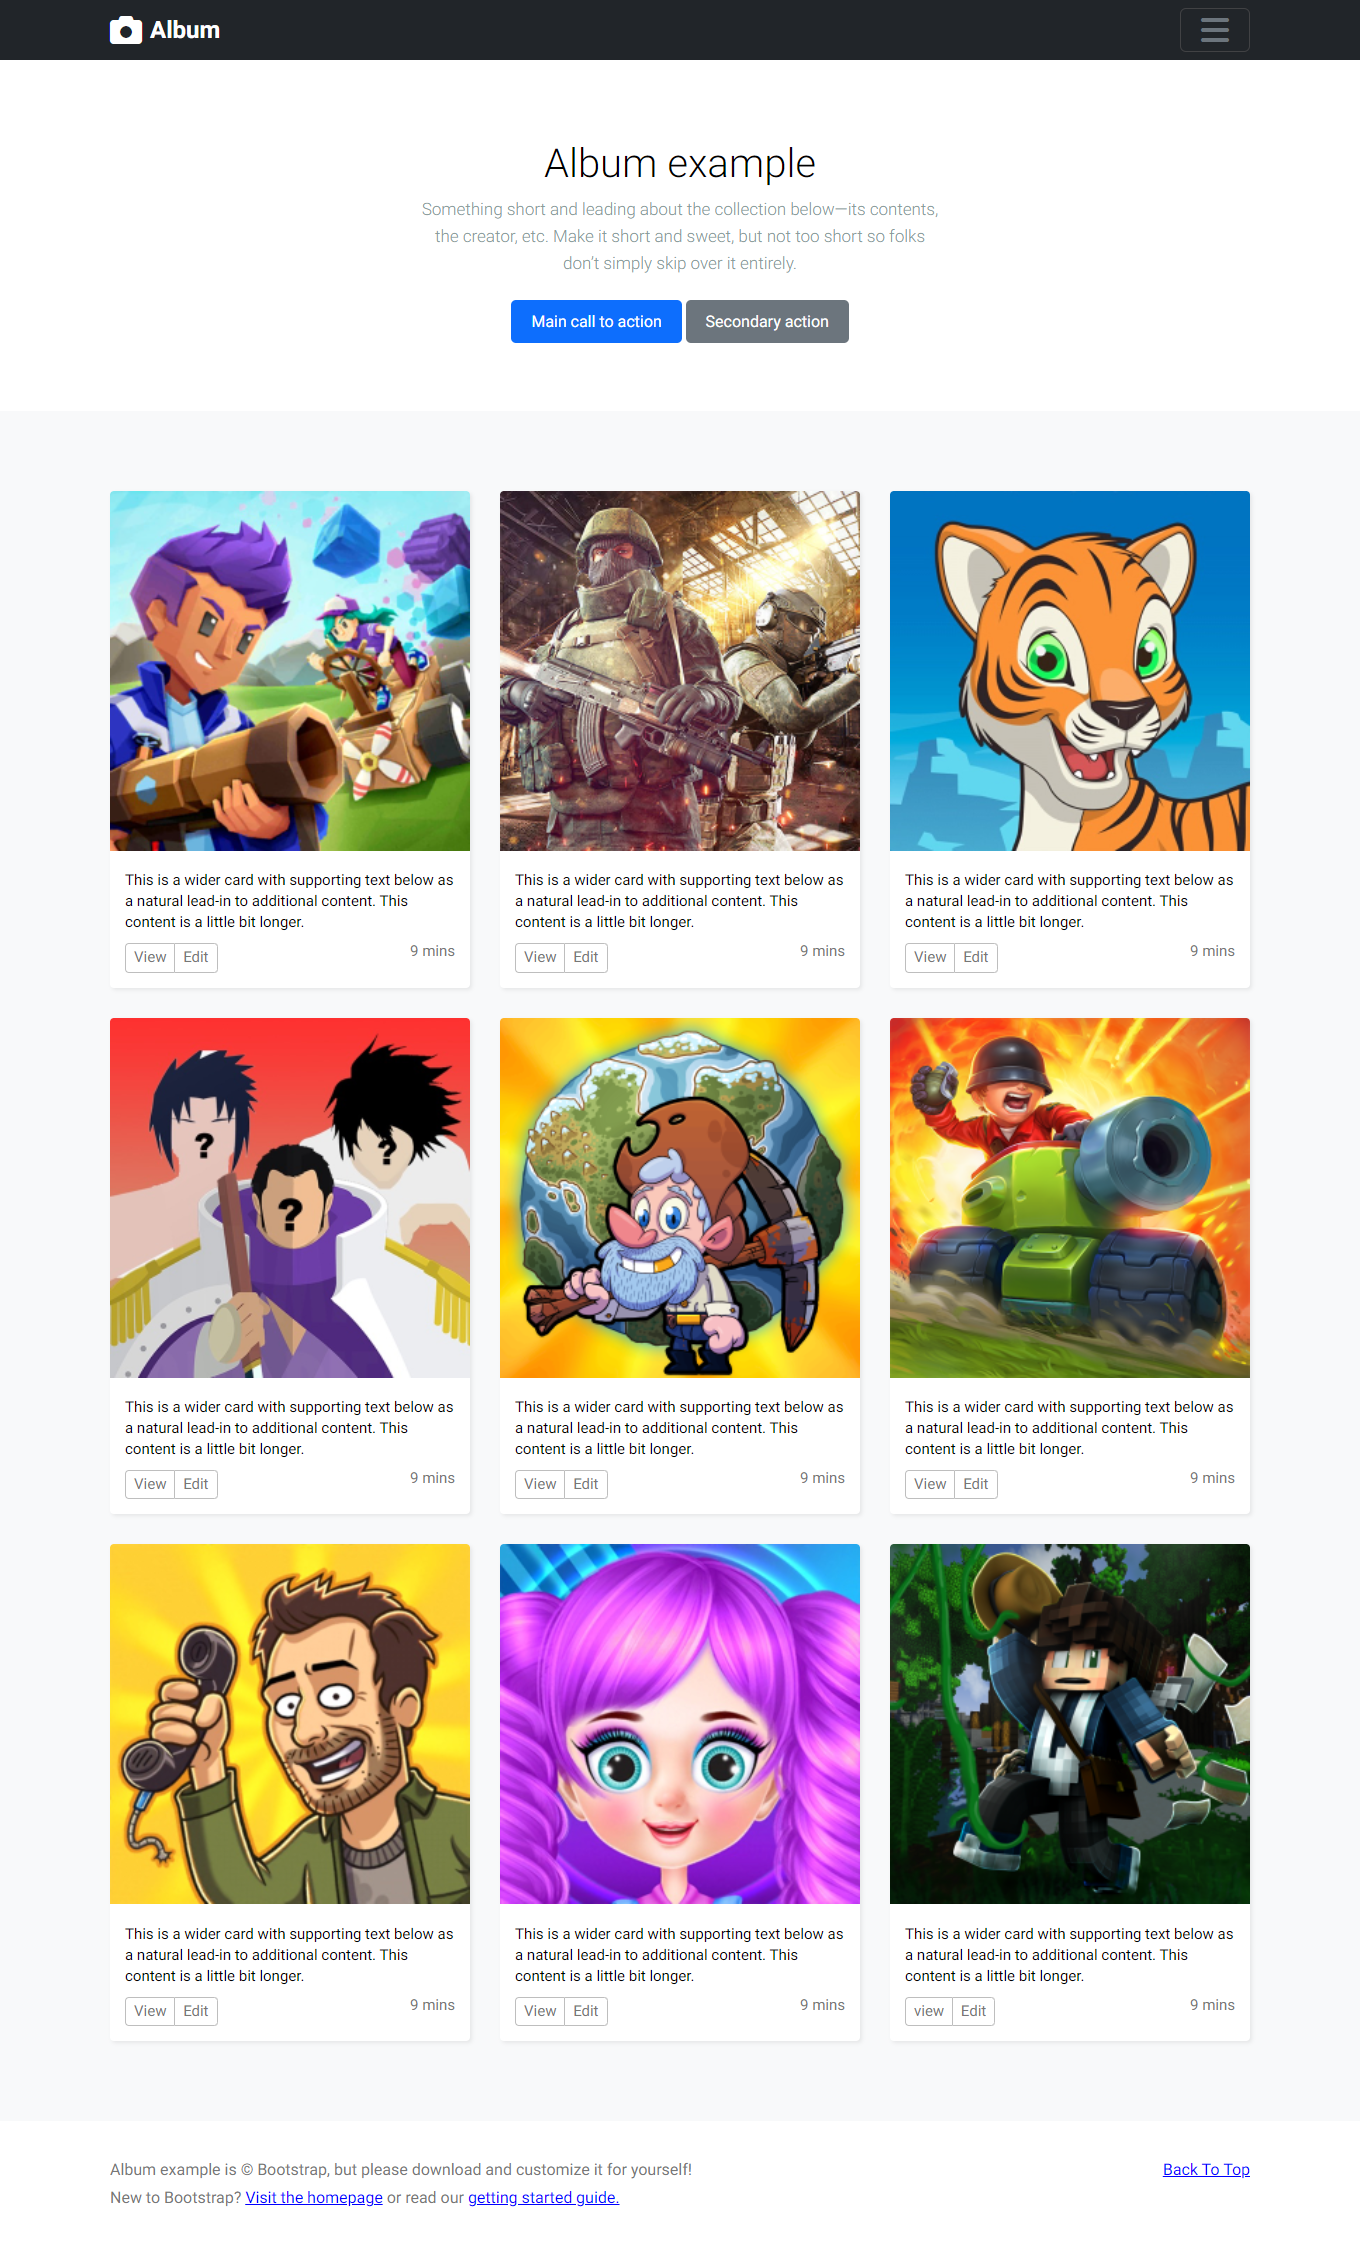 Album
Album example
Something short and leading about the collection below—its contents,
the creator, etc. Make it short and sweet, but not too short so folks
don’t simply skip over it entirely.
Main call to action Secondary action
This is a wider card with supporting text below as
a natural lead-in to additional content. This
content is a little bit longer.
View Edit 9 mins
This is a wider card with supporting text below as
a natural lead-in to additional content. This
content is a little bit longer.
View Edit 9 mins
This is a wider card with supporting text below as
a natural lead-in to additional content. This
content is a little bit longer.
View Edit 9 mins
?
?
?
This is a wider card with supporting text below as
a natural lead-in to additional content. This
content is a little bit longer.
View Edit 9 mins
This is a wider card with supporting text below as
a natural lead-in to additional content. This
content is a little bit longer.
View Edit 9 mins
This is a wider card with supporting text below as
a natural lead-in to additional content. This
content is a little bit longer.
View Edit 9 mins
This is a wider card with supporting text below as
a natural lead-in to additional content. This
content is a little bit longer.
View Edit 9 mins
This is a wider card with supporting text below as
a natural lead-in to additional content. This
content is a little bit longer.
View Edit 9 mins
This is a wider card with supporting text below as
a natural lead-in to additional content. This
content is a little bit longer.
view Edit 9 mins
Album example is © Bootstrap, but please download and customize it for yourself!
New to Bootstrap? Visit the homepage or read our getting started guide.
Back To Top